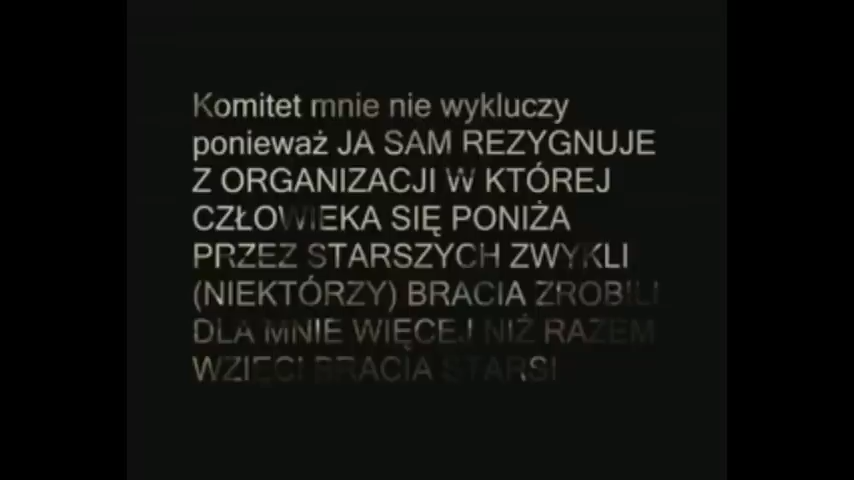 Komitet mnie nie wykluczy
ponieważ JA SAM REZYGNUJE
Z ORGANIZACJI W KTÓREJ
CZŁOWIEKA SIĘ PONIŻA
PRZEZ STARSZYCH ZWYKLI
(NIEKTÓRZY) BRACIA ZROBILI
DLA MNIE WIĘCEJ NIŻ RAZEM
WZIĘCI BRACIA STARSI